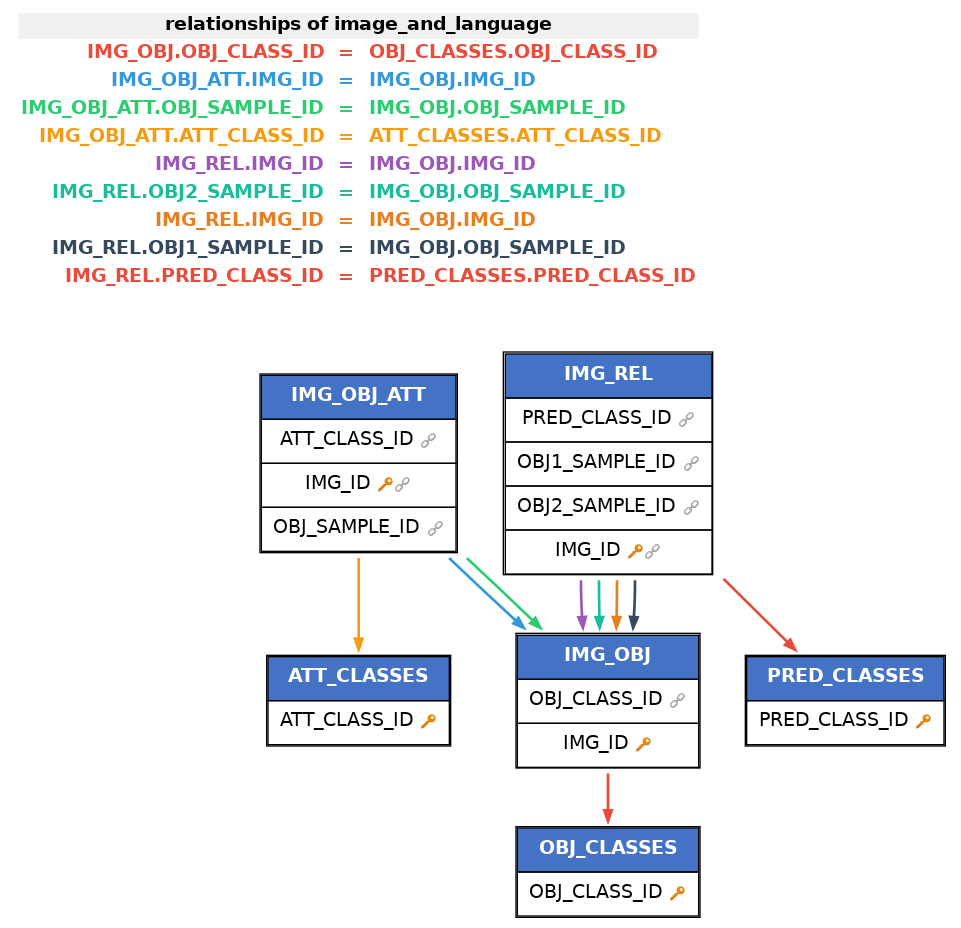 relationships of image_and_language
IMG_OBJ.OBJ_CLASS_ID = OBJ_CLASSES.OBJ_CLASS_ID
IMG_OBJ_ATT.IMG_ID = IMG_OBJ.IMG_ID
IMG_OBJ_ATT.OBJ_SAMPLE_ID = IMG_OBJ.OBJ_SAMPLE_ID
IMG_OBJ_ATT.ATT_CLASS_ID = ATT_CLASSES.ATT_CLASS_ID
IMG_REL.IMG_ID = IMG_OBJ.IMG_ID
IMG_REL.OBJ2_SAMPLE_ID = IMG_OBJ.OBJ_SAMPLE_ID
IMG_REL.IMG_ID = IMG_OBJ.IMG_ID
IMG_REL.OBJ1_SAMPLE_ID = IMG_OBJ.OBJ_SAMPLE_ID
IMG_REL.PRED_CLASS_ID = PRED_CLASSES.PRED_CLASS_ID
IMG_OBJ_ATT
ATT_CLASS_ID
IMG_ID
OBJ_SAMPLE_ID
IMG_REL
PRED_CLASS_ID
OBJ1_SAMPLE_ID
OBJ2_SAMPLE_ID
IMG_ID
ATT_CLASSES
ATT_CLASS_ID
IMG_OBJ
OBJ_CLASS_ID
IMG_ID
PRED_CLASSES
PRED_CLASS_ID
OBJ_CLASSES
OBJ_CLASS_ID